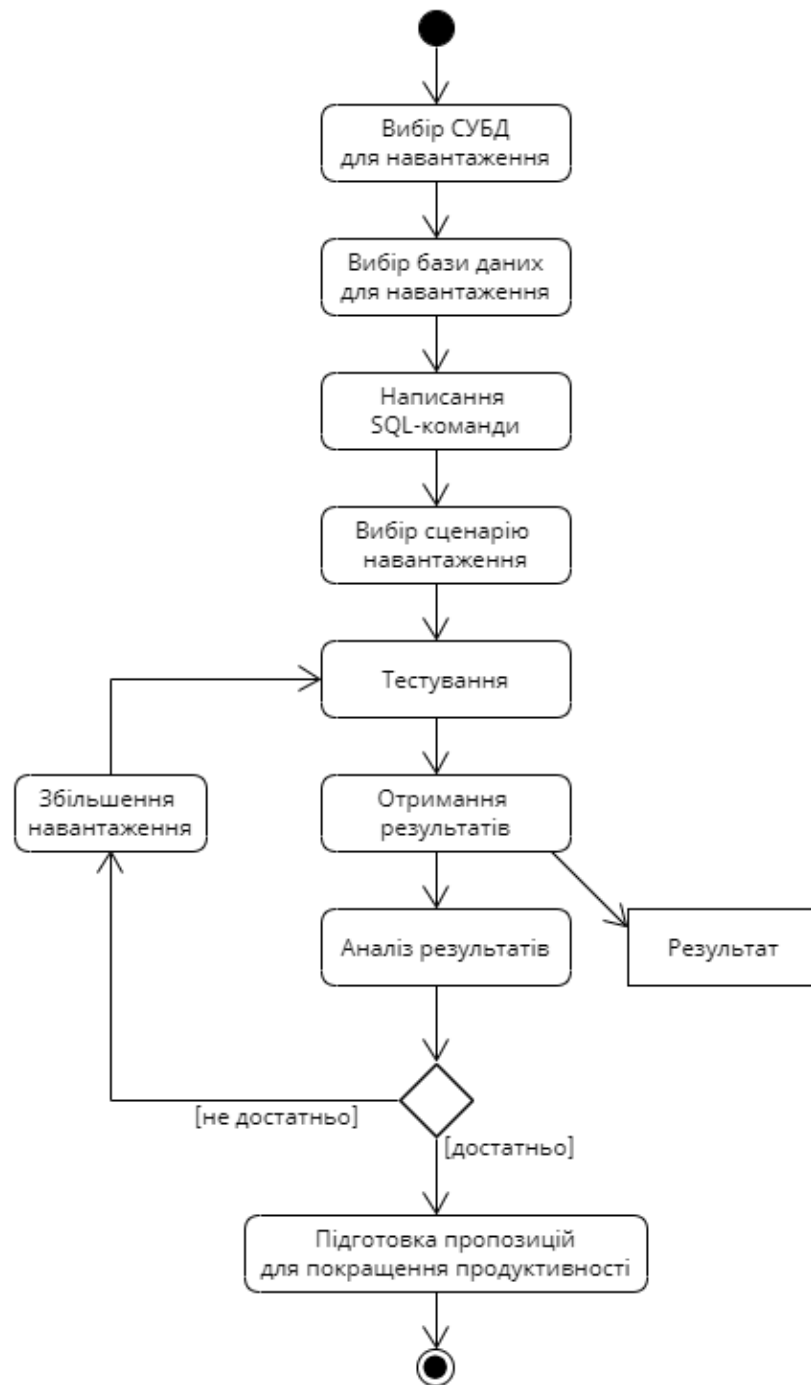 Вибір СУБД
для навантаження
Вибір бази даних
для навантаження
Написання
SQL-команди
Вибір сценарію
навантаження
Тестування
Збільшення
навантаження
Отримання
результатів
Аналіз результатів
Результат
[не достатньо]
[достатньо]
Підготовка пропозицій
для покращення продуктивності